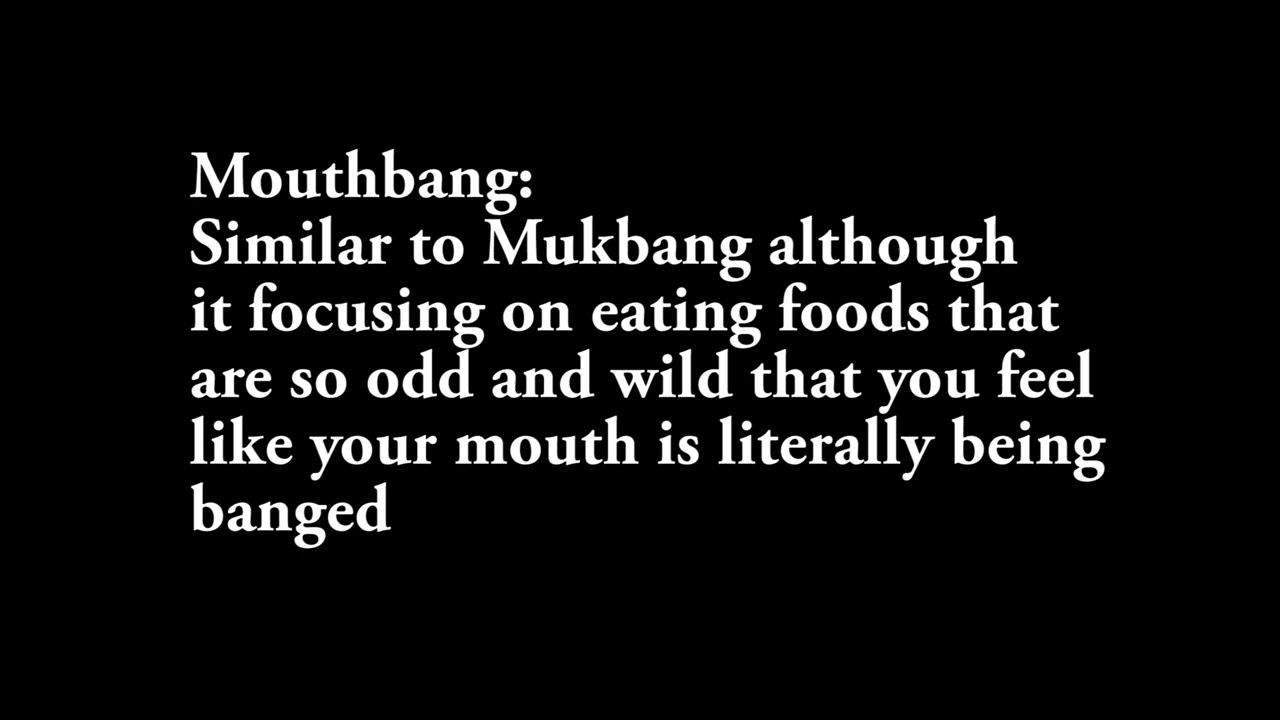 Mouthbang:
Similar to Mukbang although
it focusing on eating foods that
are so odd and wild that you feel
like your mouth is literally being
banged